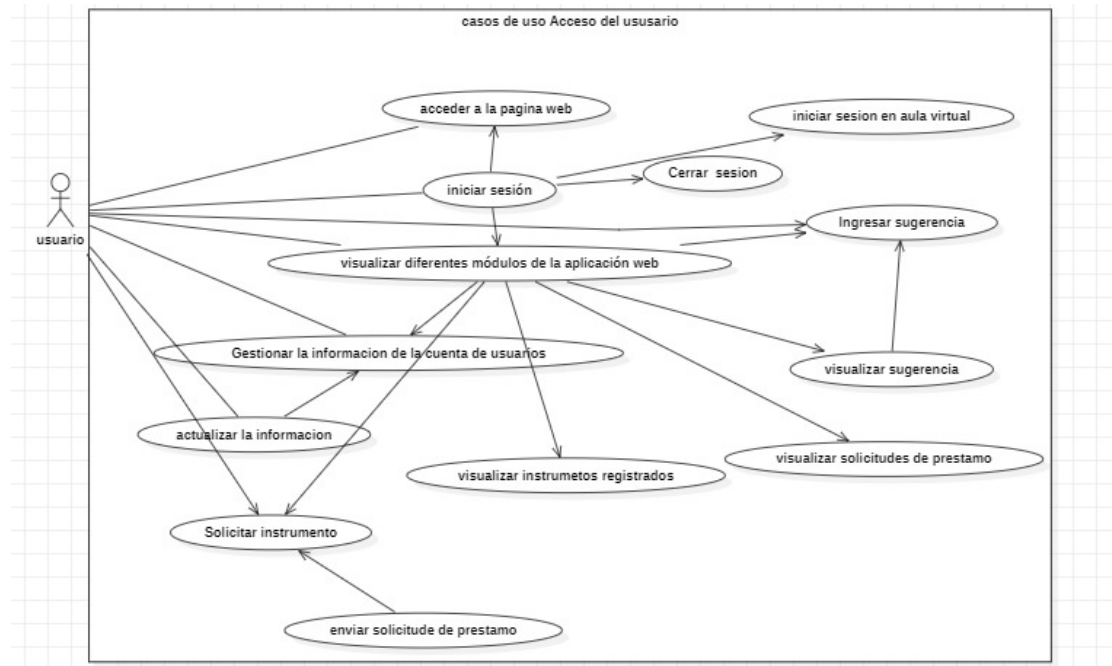 casos de uso Acceso del ususario
acceder a la pagina web
iniciar sesion en aula virtual
Cerrar sesion
iniciar sesión
Ingresar sugerencia
usuario
visualizar diferentes módulos de la aplicación web
Gestionar la informacion de la cuenta de usuarios
visualizar sugerencia
actualizar la informacion
visualizar solicitudes de prestamo
visualizar instrumetos registrados
Solicitar instrumento
enviar solicitude de prestamo